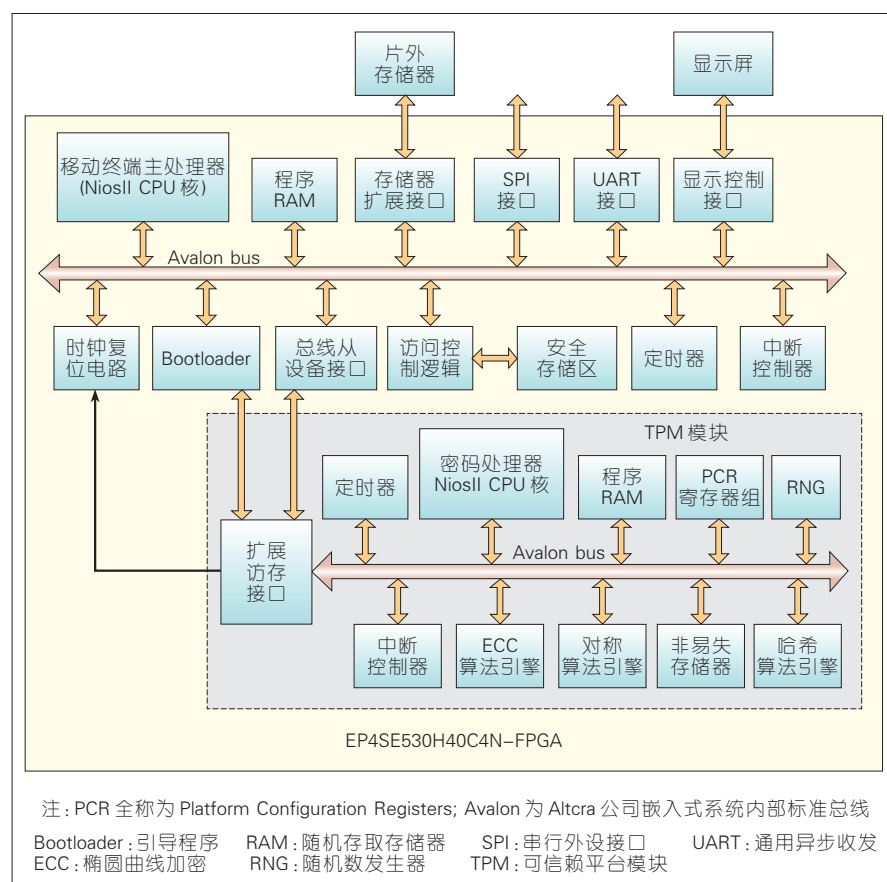 片外
存储器
显示屏
移动终端主处理器
(NiosII CPU 核)
程序
RAM
存储器
扩展接口
SPI
接口
UART
接口
显示控制
接口
Avalon bus
时钟复
位电路
Bootloader
总线从
设备接口
访问控
制逻辑
安全
存储区
定时器
中断
控制器
TPM 模块
定时器
密码处理器
NiosII CPU 核
程序
RAM
PCR
寄存器组
RNG
扩展
访存
接口
Avalon bus
中断
控制器
ECC
算法引擎
对称
算法引擎
非易失
存储器
哈希
算法引擎
EP4SE530H40C4N-FPGA
注:PCR 全称为 Platform Configuration Registers; Avalon 为 Altcra 公司嵌入式系统内部标准总线
Bootloader:引导程序 RAM:随机存取存储器 SPI:串行外设接口 UART:通用异步收发
ECC:椭圆曲线加密 RNG:随机数发生器 TPM:可信赖平台模块